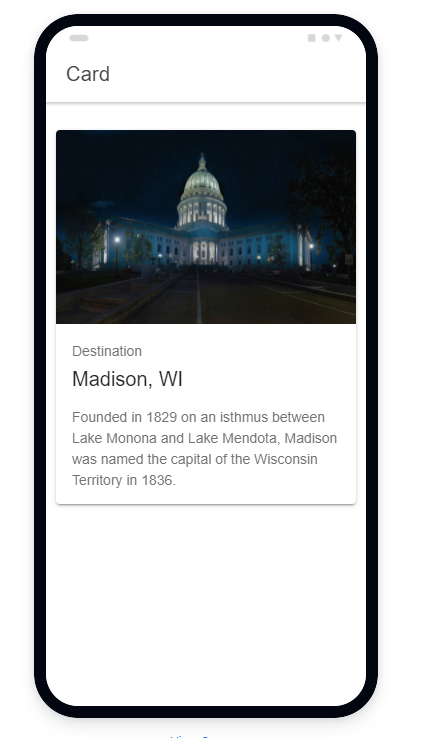 Card
Destination
Madison, WI
Founded in 1829 on an isthmus between
Lake Monona and Lake Mendota, Madison
was named the capital of the Wisconsin
Territory in 1836.